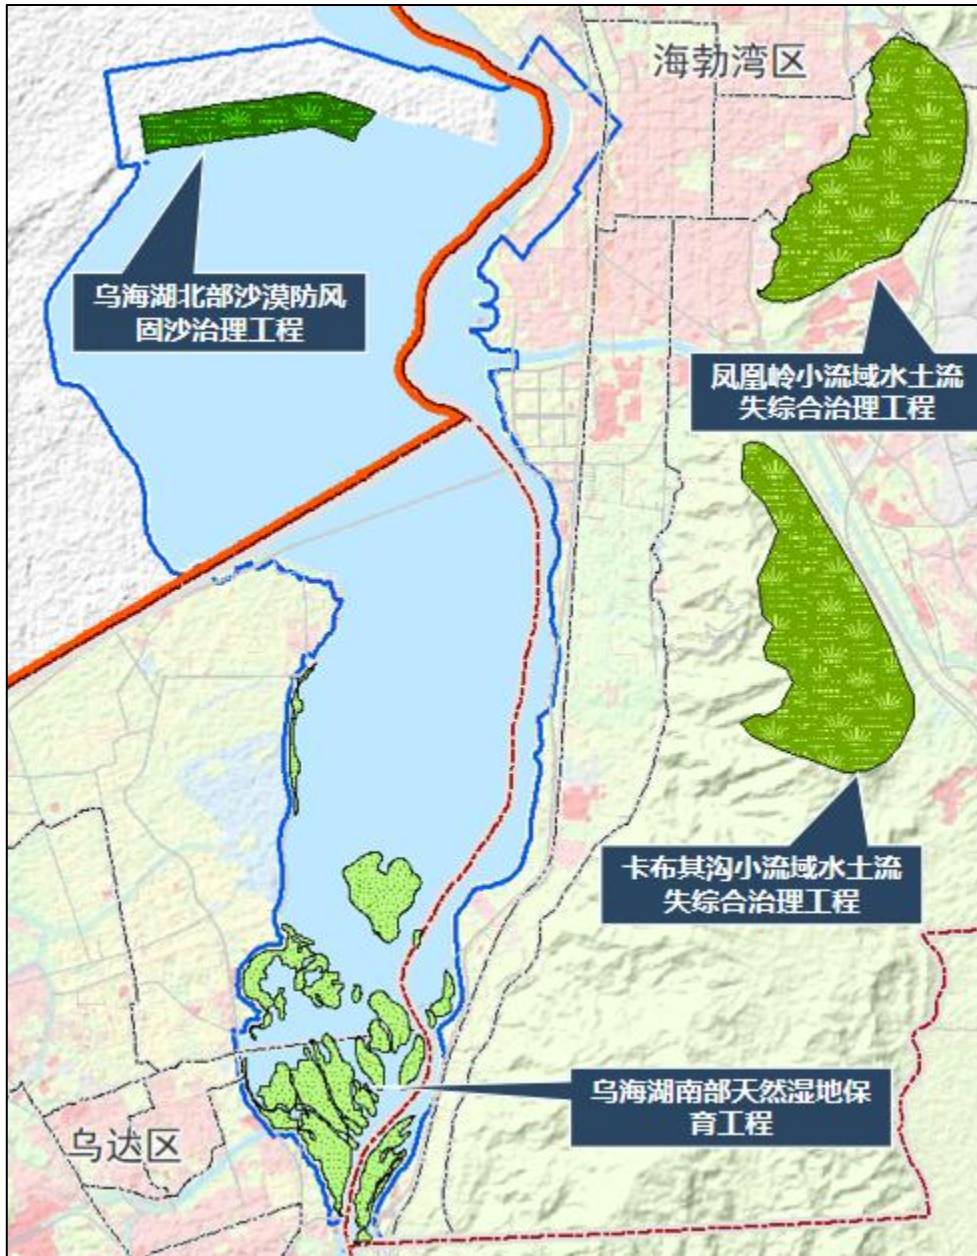 海勃湾区
乌海湖北部沙漠防风
固沙治理工程
凤凰岭小流域水土流
失综合治理工程
卡布其沟小流域水土流
失综合治理工程
乌海湖南部天然湿地保
育工程
乌达区